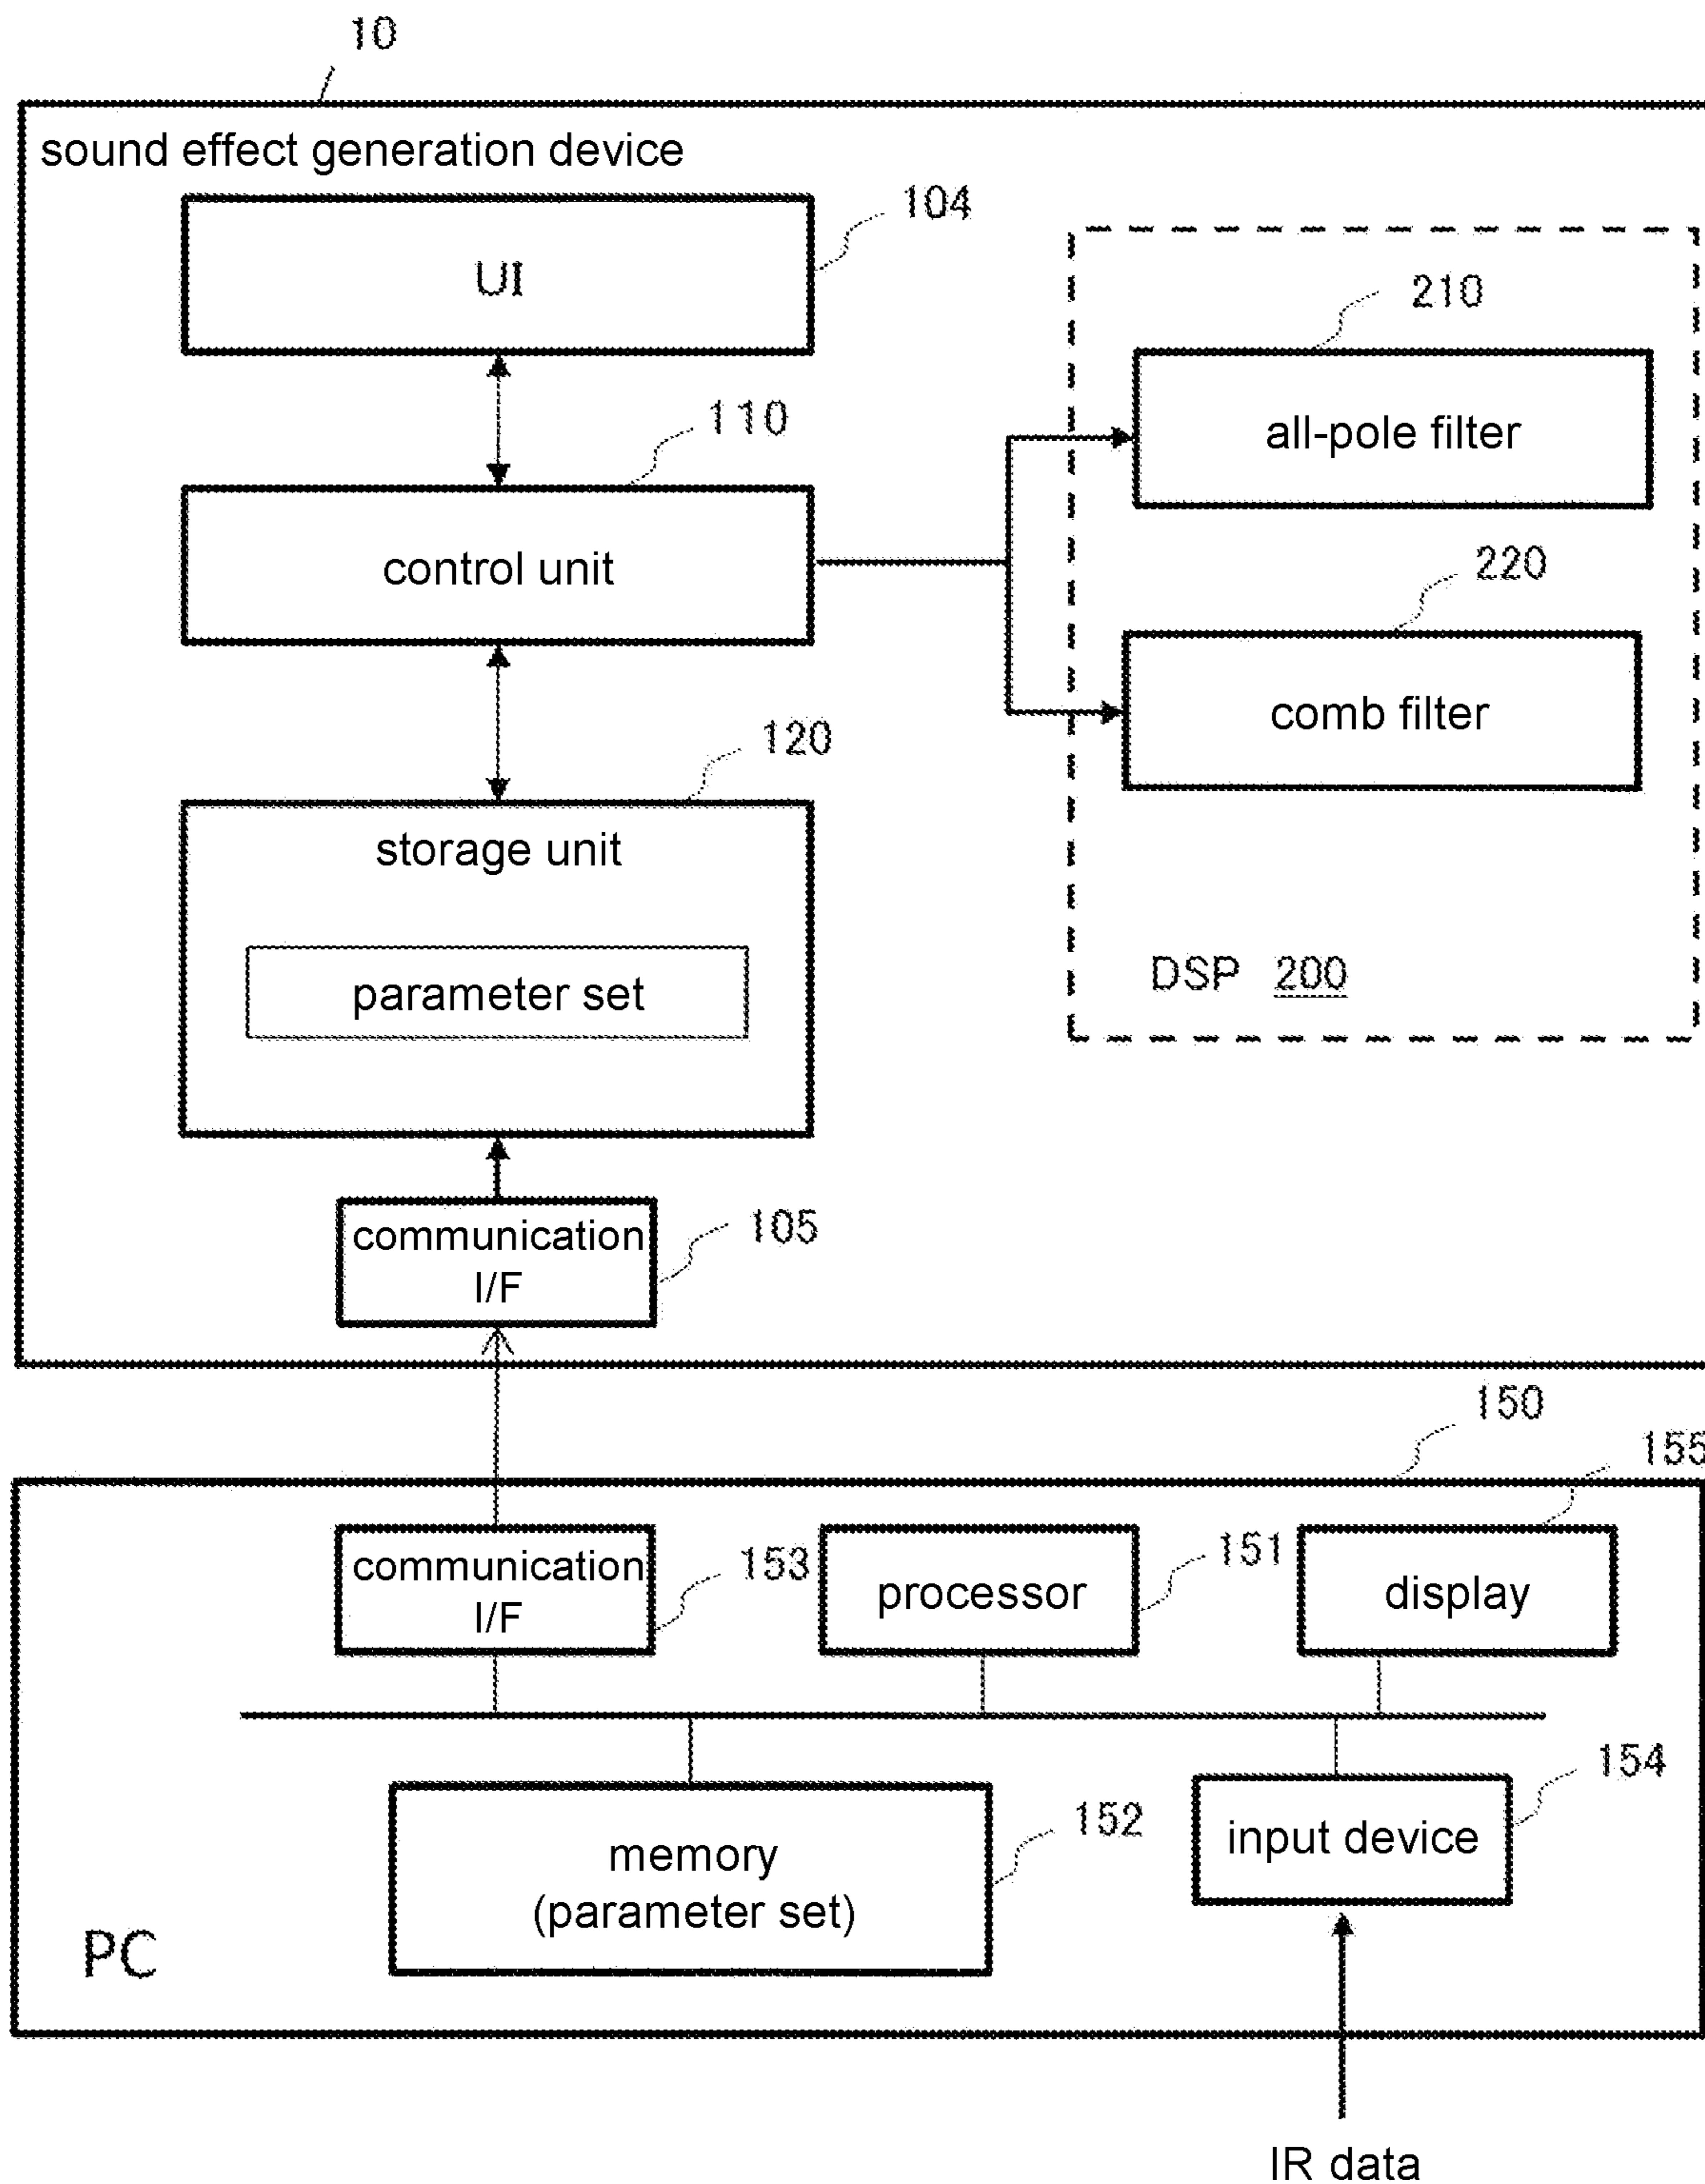 10
sound effect generation device
104
UI
210
all-pole filter
110
control unit
220
comb filter
120
storage unit
parameter set
DSP 200
communication
I/F
105
150
155
communication
I/F
153
processor
151
display
memory
(parameter set)
152
input device
154
PC
IR data